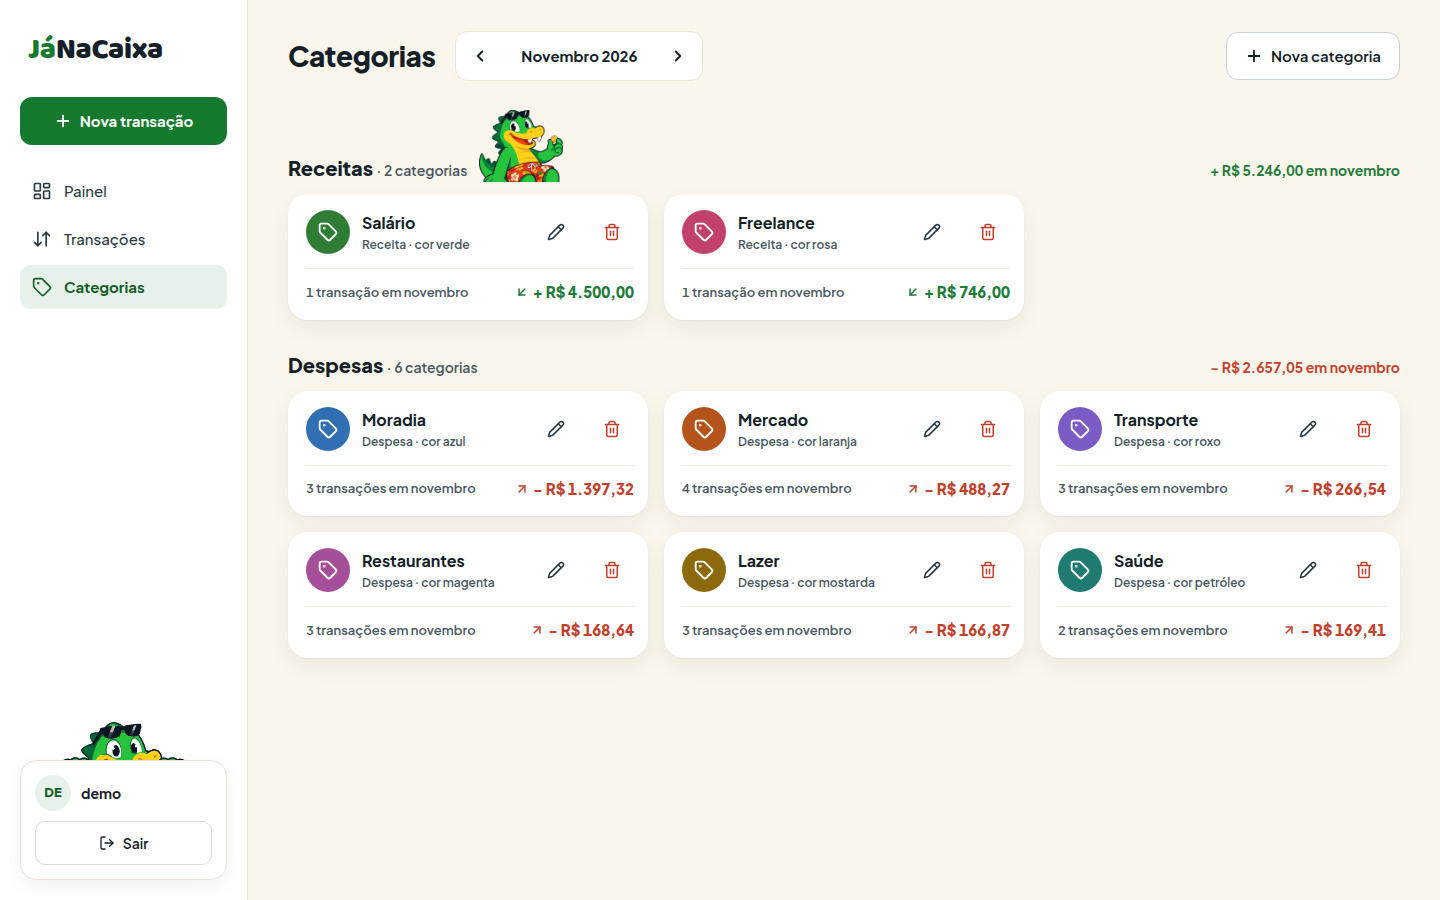 JáNaCaixa
+ Nova transação
Painel
Transações
Categorias
DE
demo
Sair
Categorias
Novembro 2026
+ Nova categoria
Receitas · 2 categorias
+ R$ 5.246,00 em novembro
Salário
Receita · cor verde
1 transação em novembro
+ R$ 4.500,00
Freelance
Receita · cor rosa
1 transação em novembro
+ R$ 746,00
Despesas · 6 categorias
− R$ 2.657,05 em novembro
Moradia
Despesa · cor azul
3 transações em novembro
− R$ 1.397,32
Mercado
Despesa · cor laranja
4 transações em novembro
− R$ 488,27
Transporte
Despesa · cor roxo
3 transações em novembro
− R$ 266,54
Restaurantes
Despesa · cor magenta
3 transações em novembro
− R$ 168,64
Lazer
Despesa · cor mostarda
3 transações em novembro
− R$ 166,87
Saúde
Despesa · cor petróleo
2 transações em novembro
− R$ 169,41